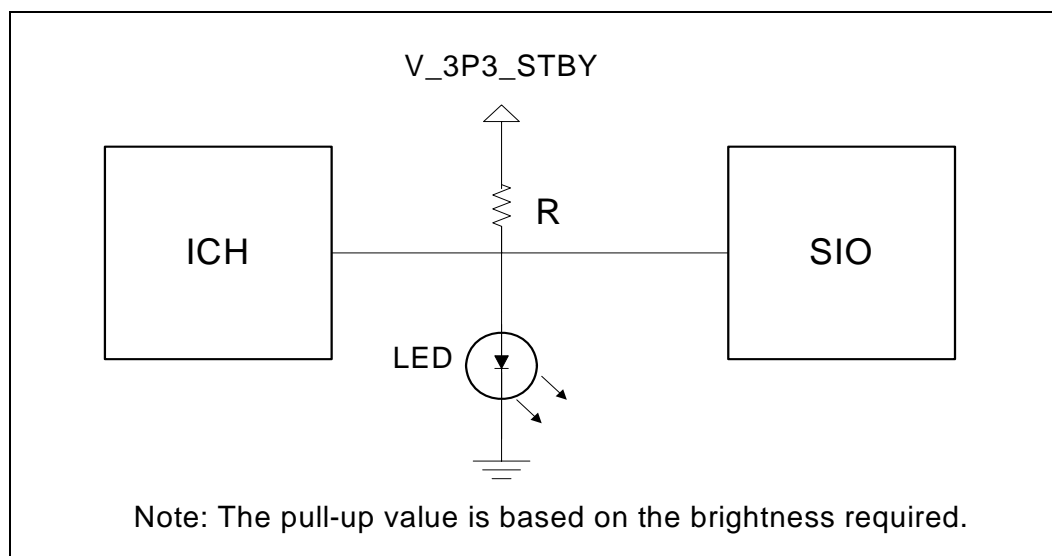 V_3P3_STBY
R
ICH
SIO
LED
Note: The pull-up value is based on the brightness required.